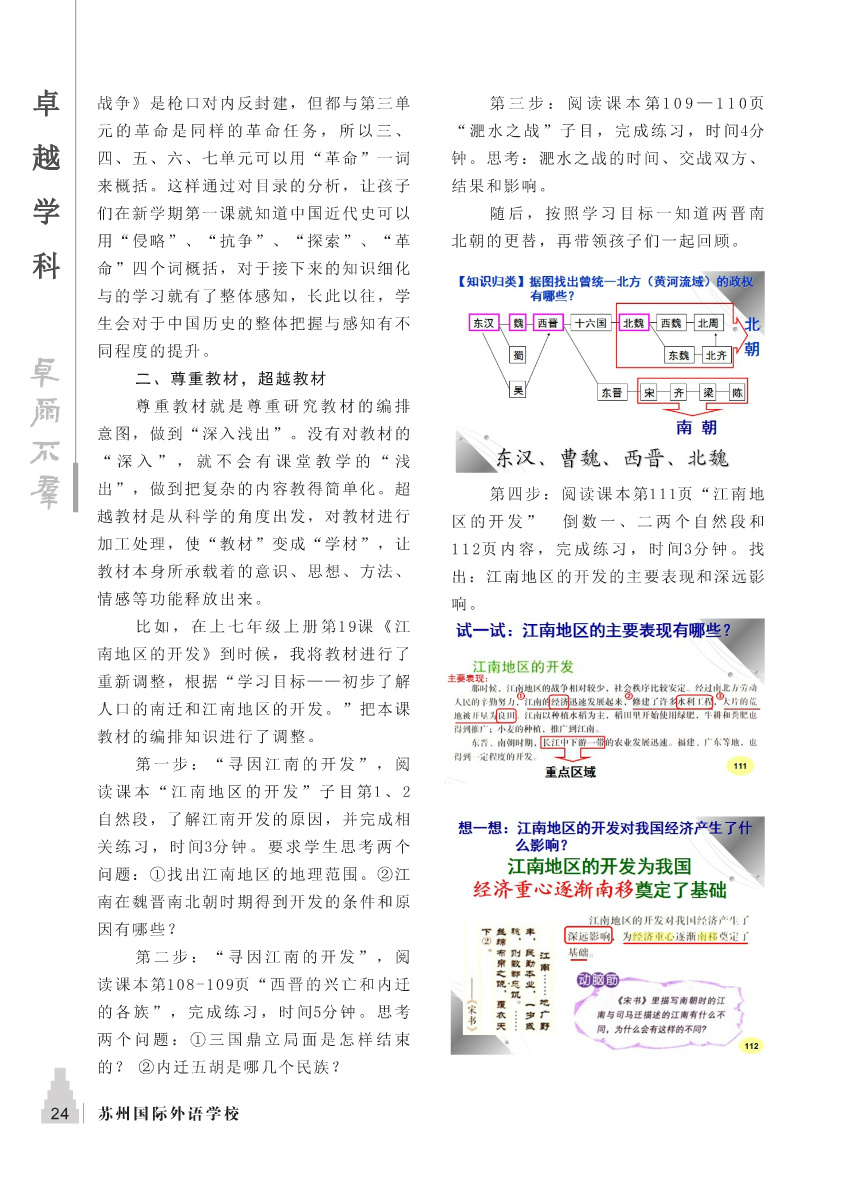 卓
越
学
科
卓
尔
不
群
战争》是枪口对内反封建，但都与第三单
元的革命是同样的革命任务，所以三、
四、五、六、七单元可以用“革命”一词
来概括。这样通过对目录的分析，让孩子
们在新学期第一课就知道中国近代史可以
用“侵略”、“抗争”、“探索”、“革
命”四个词概括，对于接下来的知识细化
与的学习就有了整体感知，长此以往，学
生会对于中国历史的整体把握与感知有不
同程度的提升。
二、尊重教材，超越教材
尊重教材就是尊重研究教材的编排
意图，做到“深入浅出”。没有对教材的
“深入”，就不会有课堂教学的“浅
出”，做到把复杂的内容教得简单化。超
越教材是从科学的角度出发，对教材进行
加工处理，使“教材”变成“学材”，让
教材本身所承载着的意识、思想、方法、
情感等功能释放出来。
比如，在上七年级上册第19课《江
南地区的开发》到时候，我将教材进行了
重新调整，根据“学习目标——初步了解
人口的南迁和江南地区的开发。”把本课
教材的编排知识进行了调整。
第一步：“寻因江南的开发”，阅
读课本“江南地区的开发”子目第1、2
自然段，了解江南开发的原因，并完成相
关练习，时间3分钟。要求学生思考两个
问题：①找出江南地区的地理范围。②江
南在魏晋南北朝时期得到开发的条件和原
因有哪些？
第二步：“寻因江南的开发”，阅
读课本第108-109页“西晋的兴亡和内迁
的各族”，完成练习，时间5分钟。思考
两个问题：①三国鼎立局面是怎样结束
的？ ②内迁五胡是哪几个民族？
第三步：阅读课本第109—110页
“淝水之战”子目，完成练习，时间4分
钟。思考：淝水之战的时间、交战双方、
结果和影响。
随后，按照学习目标一知道两晋南
北朝的更替，再带领孩子们一起回顾。
【知识归类】据图找出曾统一北方（黄河流域）的政权
有哪些？
东汉 魏 西晋 十六国 北魏 西魏 北周 北
朝
蜀 东魏 北齐
吴 东晋 宋 齐 梁 陈
南 朝
东汉、曹魏、西晋、北魏
第四步：阅读课本第111页“江南地
区的开发” 倒数一、二两个自然段和
112页内容，完成练习，时间3分钟。找
出：江南地区的开发的主要表现和深远影
响。
试一试：江南地区的主要表现有哪些？
江南地区的开发
主要表现：
那时候，江南地区的战争相对较少，社会秩序比较安定。经过南北方劳动
人民的辛勤努力，①江南的经济迅速发展起来，②修建了许多水利工程，③大片的荒
地被开垦为良田。江南以种植水稻为主，稻田里开始使用绿肥，牛耕和粪肥也
得到推广；小麦的种植，推广到江南。
东晋、南朝时期，长江中下游一带的农业发展迅速。福建、广东等地，也
得到一定程度的开发。
重点区域
111
想一想：江南地区的开发对我国经济产生了什
么影响？
江南地区的开发为我国
经济重心逐渐南移奠定了基础
江南地区的开发对我国经济产生了
深远影响，为经济重心逐渐南移奠定了
基础。
江南……地广野
丰，民勤本业，一岁或
稔，则数郡忘饥。……
丝绵布帛之饶，覆衣天
下②。
——《宋书》
动脑筋
《宋书》里描写南朝时的江
南与司马迁描述的江南有什么不
同，为什么会有这样的不同？
112
24
苏州国际外语学校